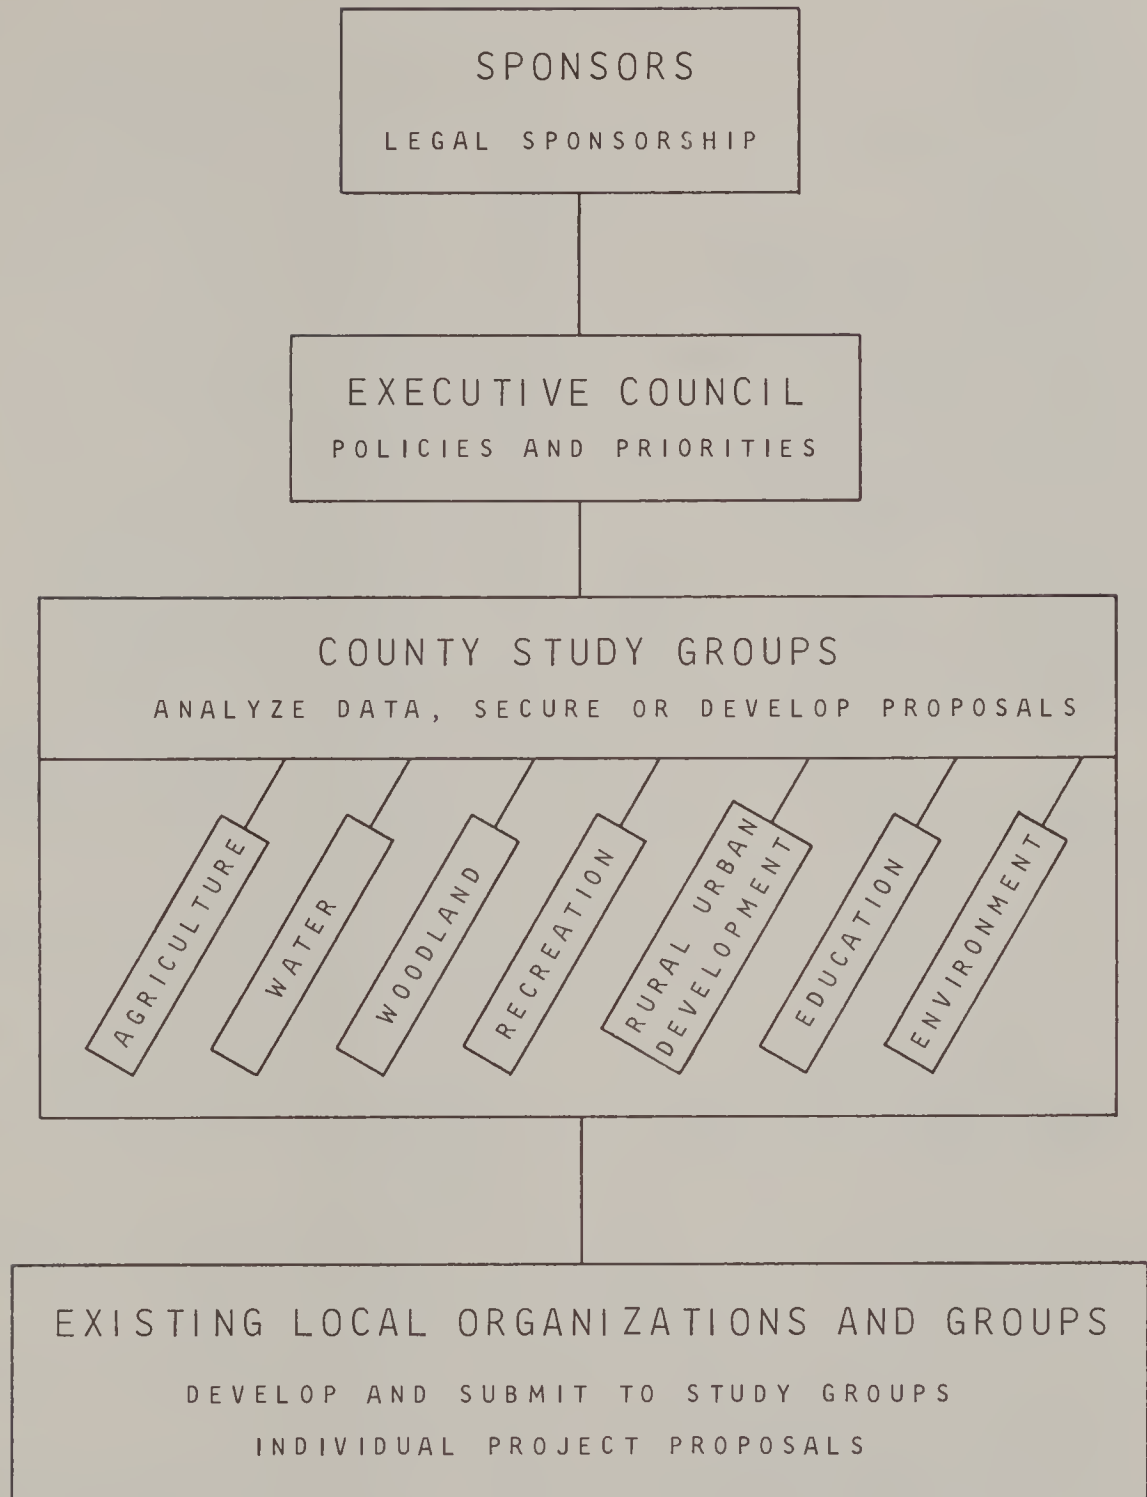 SPONSORS
LEGAL SPONSORSHIP
EXECUTIVE COUNCIL
POLICIES AND PRIORITIES
COUNTY STUDY GROUPS
ANALYZE DATA, SECURE OR DEVELOP PROPOSALS
AGRICULTURE
WATER
WOODLAND
RECREATION
RURAL URBAN
DEVELOPMENT
EDUCATION
ENVIRONMENT
EXISTING LOCAL ORGANIZATIONS AND GROUPS
DEVELOP AND SUBMIT TO STUDY GROUPS
INDIVIDUAL PROJECT PROPOSALS